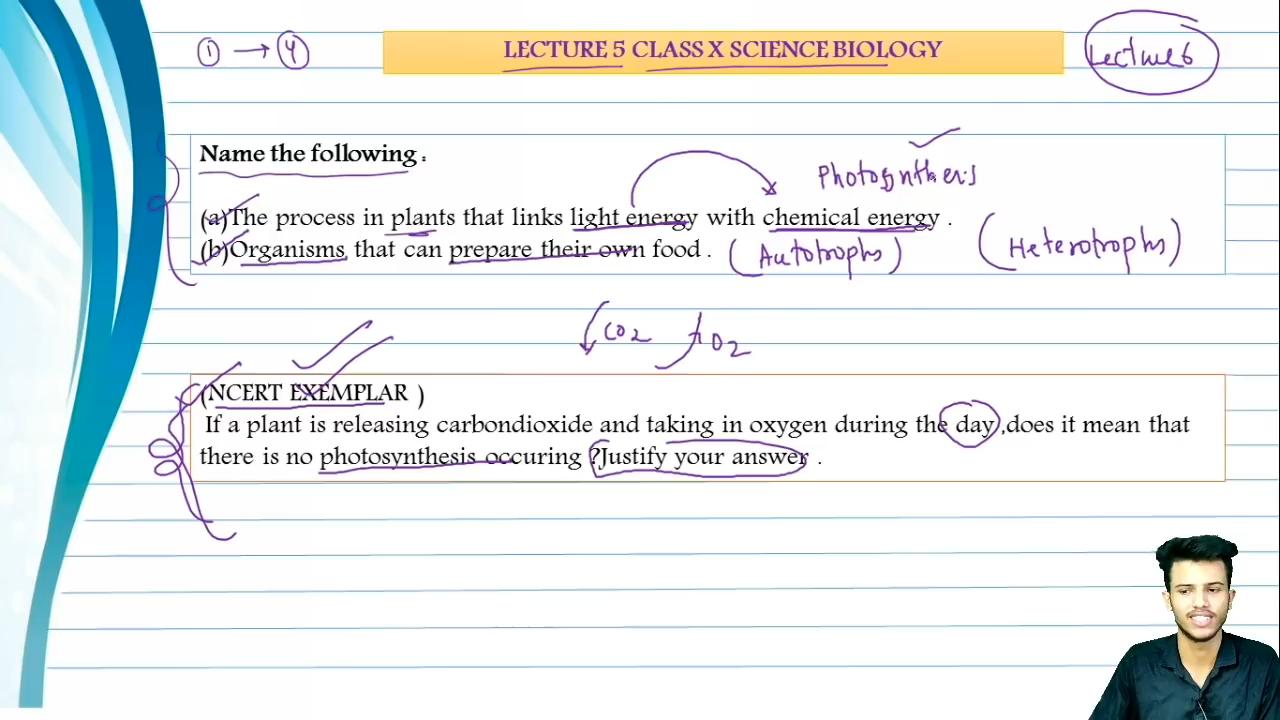 ① → ④ LECTURE 5 CLASS X SCIENCE BIOLOGY Lecture 6
Name the following :
Photosynthesis
(a)The process in plants that links light energy with chemical energy .
(b)Organisms that can prepare their own food . (Autotrophs) (Heterotrophs)
CO2 O2
(NCERT EXEMPLAR )
If a plant is releasing carbondioxide and taking in oxygen during the day ,does it mean that
there is no photosynthesis occuring ?Justify your answer .